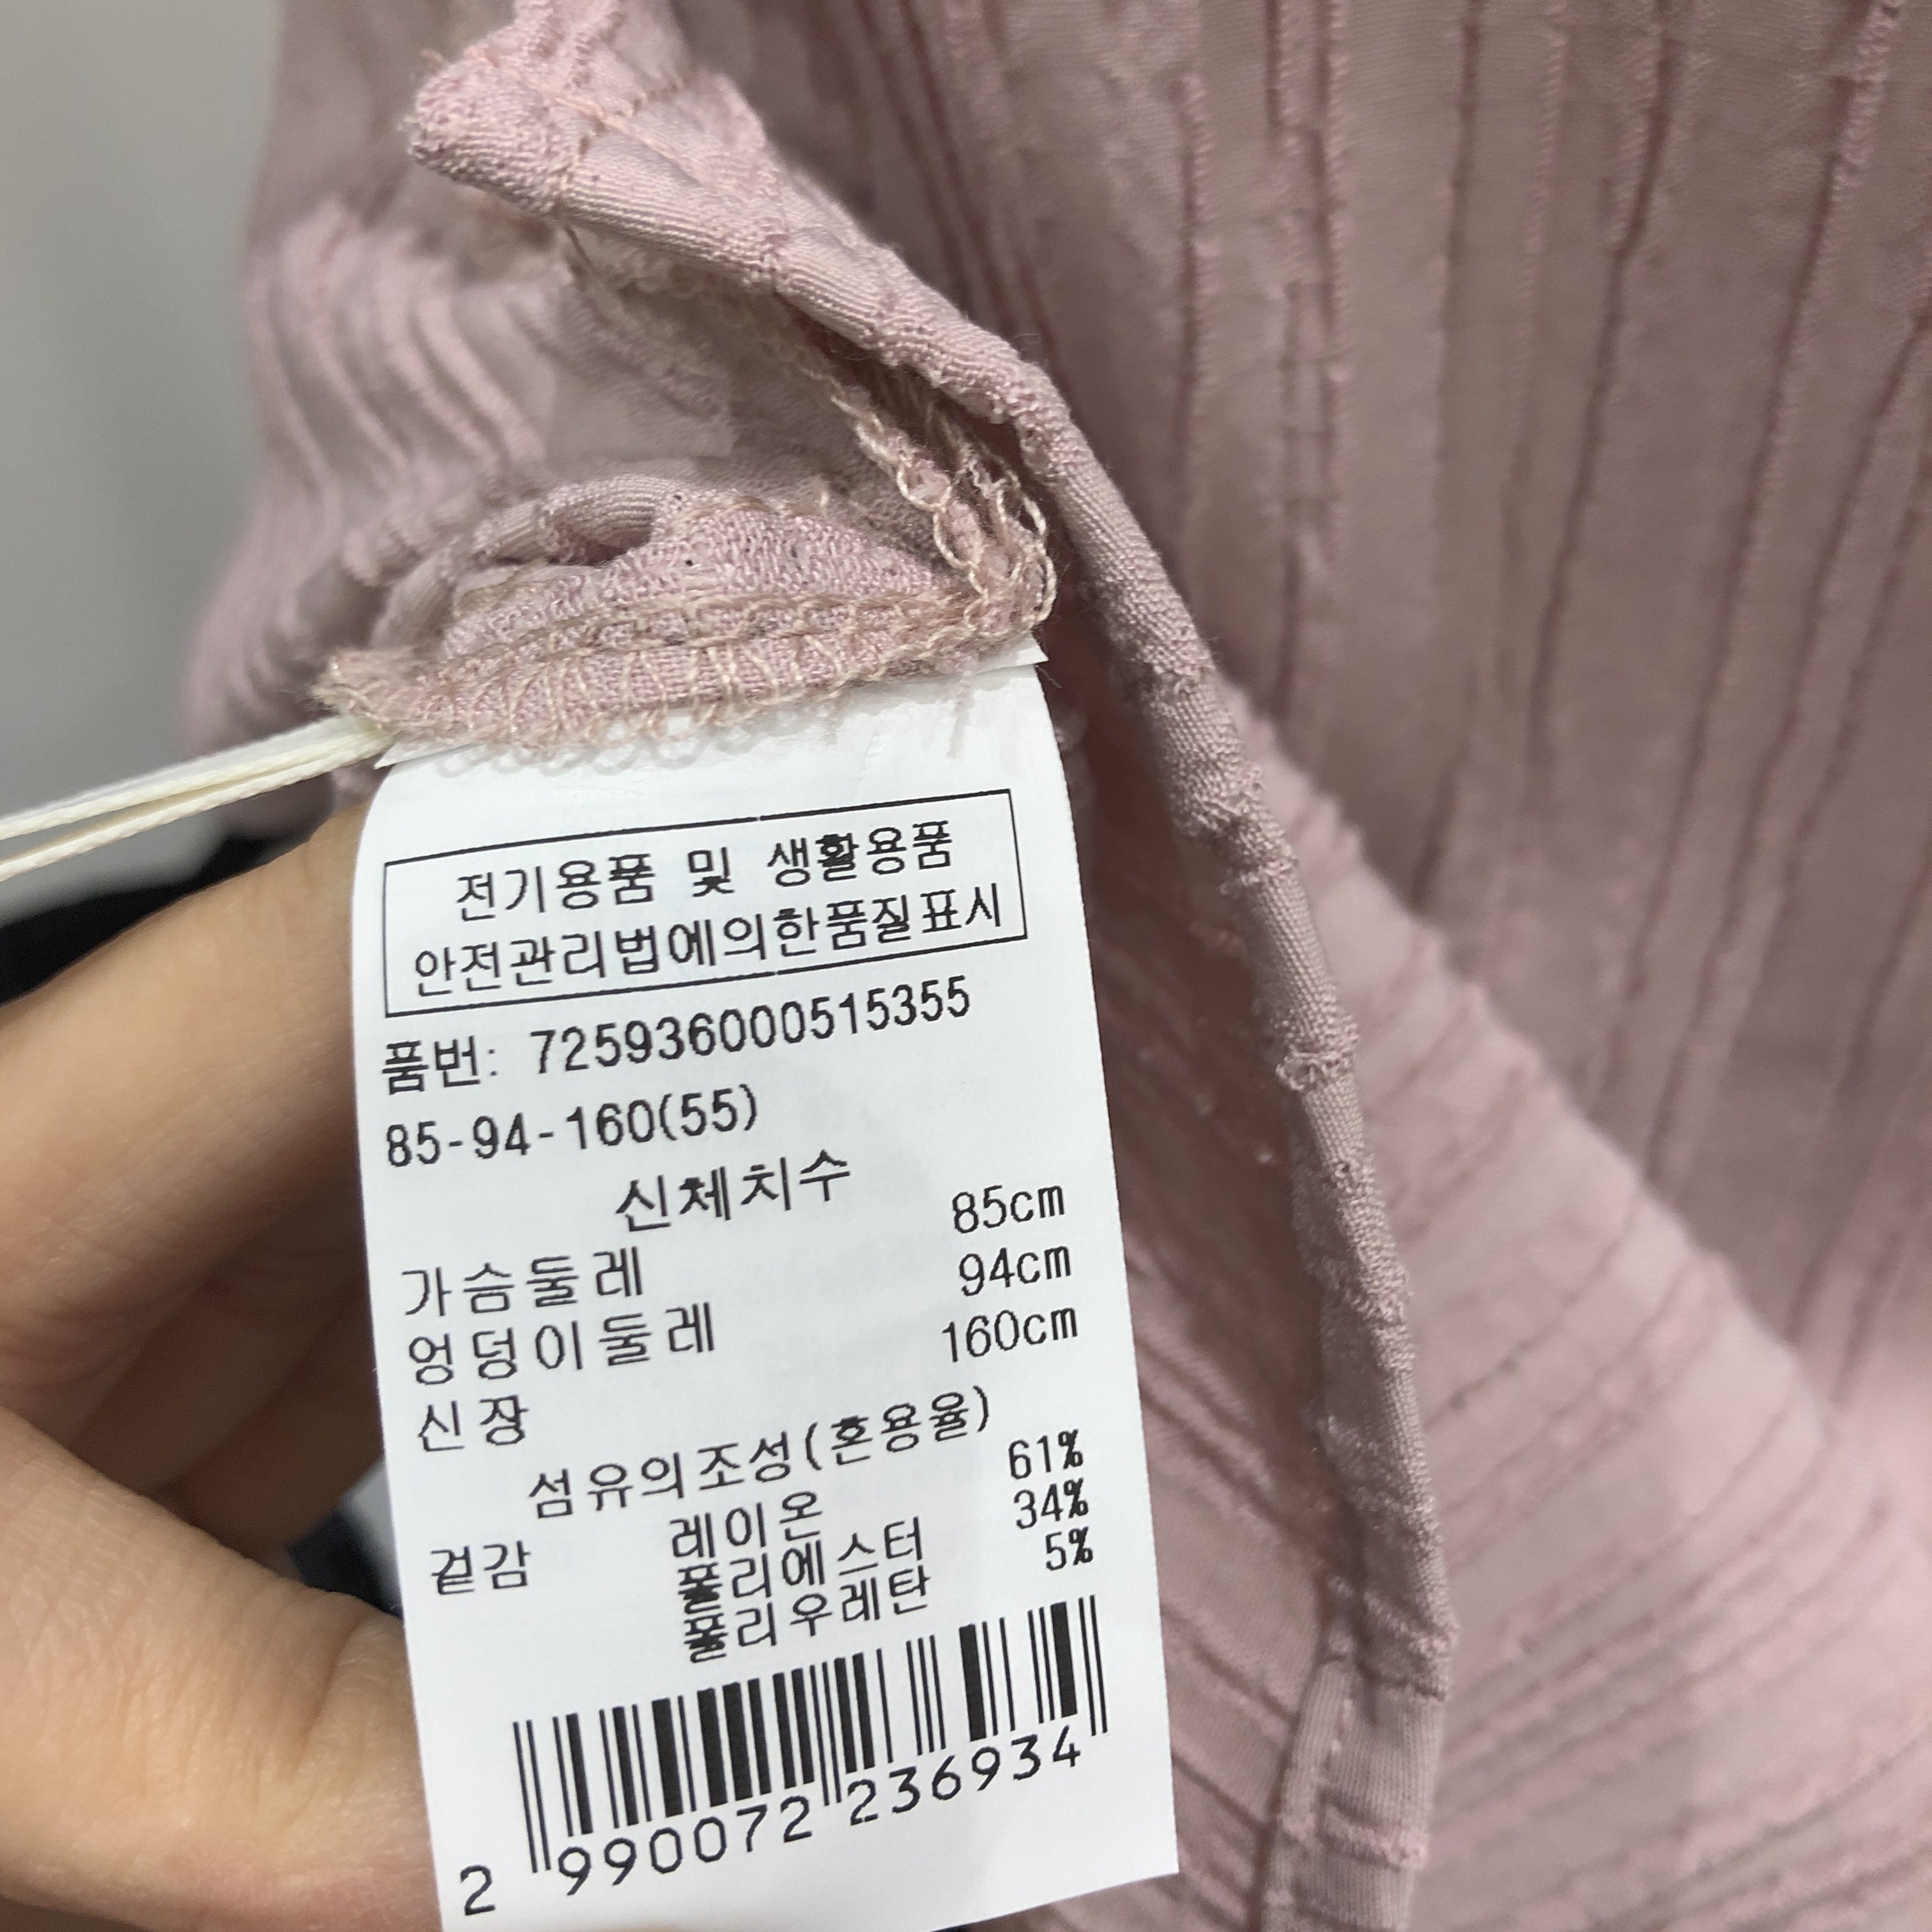 전기용품 및 생활용품
안전관리법에의한품질표시
품번: 725936000515355
85-94-160(55)
신체치수
가슴둘레 85cm
엉덩이둘레 94cm
신장 160cm
섬유의조성(혼용율)
겉감 레이온 61%
폴리에스터 34%
폴리우레탄 5%
2 990072 236934